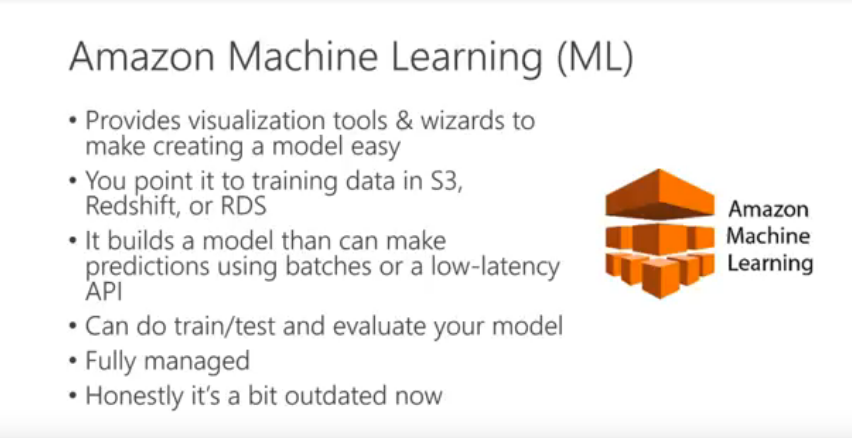 Amazon Machine Learning (ML)
• Provides visualization tools & wizards to
make creating a model easy
• You point it to training data in S3,
Redshift, or RDS
• It builds a model than can make
predictions using batches or a low-latency
API
• Can do train/test and evaluate your model
• Fully managed
• Honestly it's a bit outdated now
Amazon
Machine
Learning